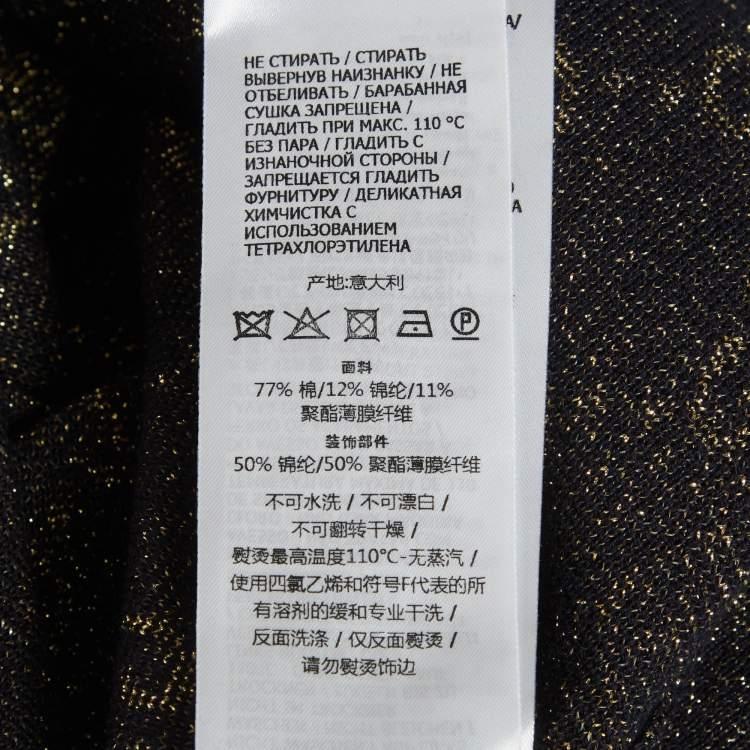 НЕ СТИРАТЬ / СТИРАТЬ
ВЫВЕРНУВ НАИЗНАНКУ / НЕ
ОТБЕЛИВАТЬ / БАРАБАННАЯ
СУШКА ЗАПРЕЩЕНА /
ГЛАДИТЬ ПРИ МАКС. 110 °C
БЕЗ ПАРА / ГЛАДИТЬ С
ИЗНАНОЧНОЙ СТОРОНЫ /
ЗАПРЕЩАЕТСЯ ГЛАДИТЬ
ФУРНИТУРУ / ДЕЛИКАТНАЯ
ХИМЧИСТКА С
ИСПОЛЬЗОВАНИЕМ
ТЕТРАХЛОРЭТИЛЕНА
产地:意大利
P
面料
77% 棉/12% 锦纶/11%
聚酯薄膜纤维
装饰部件
50% 锦纶/50% 聚酯薄膜纤维
不可水洗 / 不可漂白 /
不可翻转干燥 /
熨烫最高温度110°C-无蒸汽 /
使用四氯乙烯和符号F代表的所
有溶剂的缓和专业干洗 /
反面洗涤 / 仅反面熨烫 /
请勿熨烫饰边